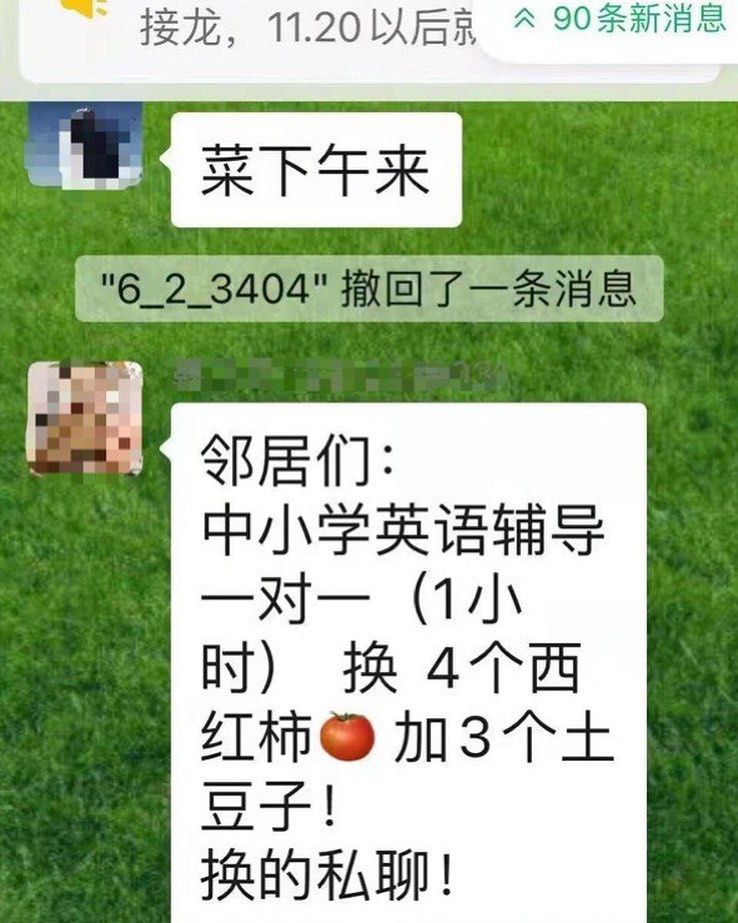 接龙，11.20以后就
90条新消息
菜下午来
"6_2_3404" 撤回了一条消息
邻居们：
中小学英语辅导
一对一（1小
时） 换 4个西
红柿🍅 加3个土
豆子！
换的私聊！